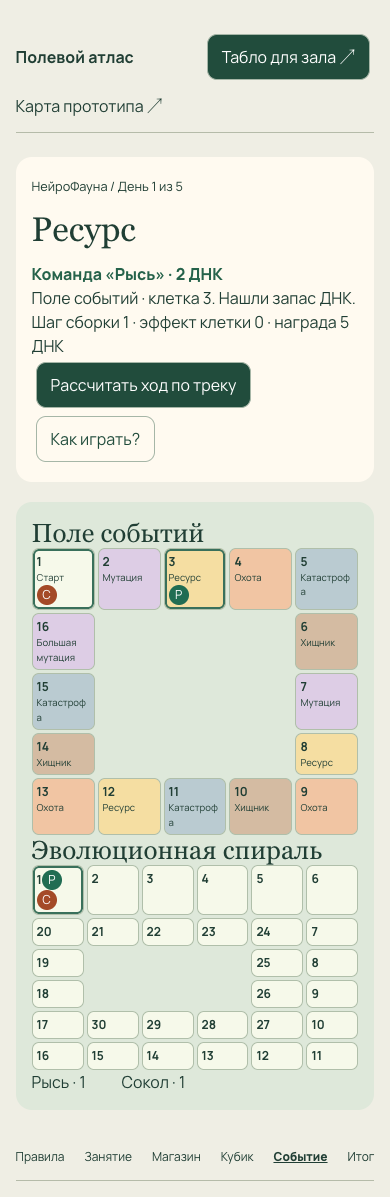 Полевой атлас
Табло для зала ↗
Карта прототипа ↗
НейроФауна / День 1 из 5
Ресурс
Команда «Рысь» · 2 ДНК
Поле событий · клетка 3. Нашли запас ДНК.
Шаг сборки 1 · эффект клетки 0 · награда 5
ДНК
Рассчитать ход по треку
Как играть?
Поле событий
1 2 3 4 5
Старт Мутация Ресурс Охота Катастроф
а
С Р
16 6
Большая Хищник
мутация
15 7
Катастроф Мутация
а
14 8
Хищник Ресурс
13 12 11 10 9
Охота Ресурс Катастроф Хищник Охота
а
Эволюционная спираль
1 Р 2 3 4 5 6
С
20 21 22 23 24 7
19 25 8
18 26 9
17 30 29 28 27 10
16 15 14 13 12 11
Рысь · 1 Сокол · 1
Правила Занятие Магазин Кубик Событие Итог